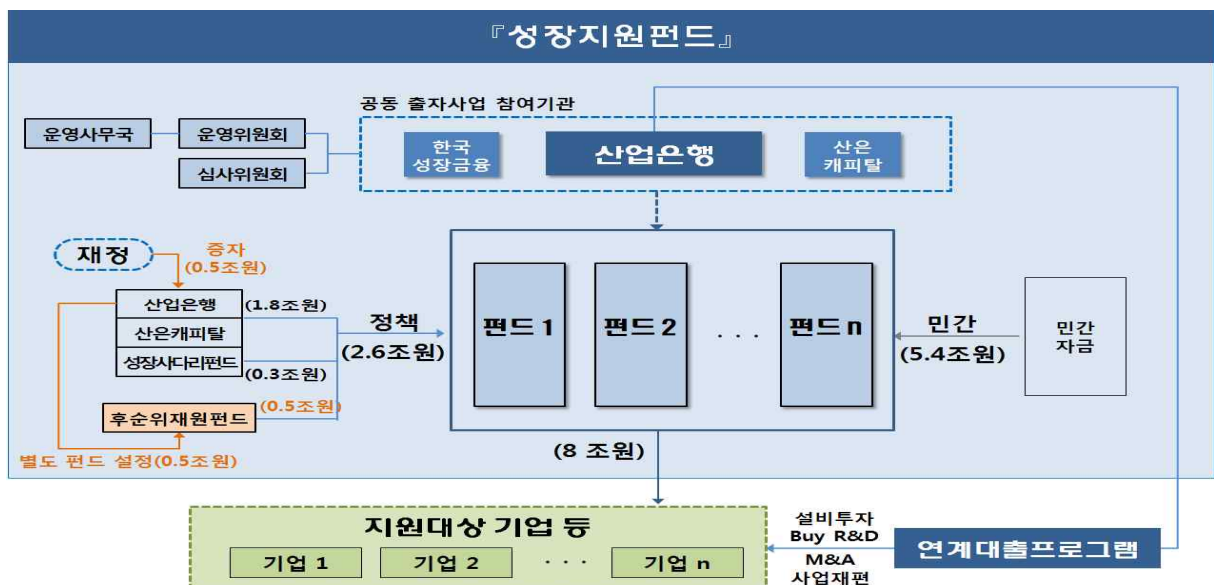 『성장지원펀드』
공동 출자사업 참여기관
운영사무국
운영위원회
심사위원회
한국
성장금융
산업은행
산은
캐피탈
재정
증자
(0.5조원)
산업은행
(1.8조원)
산은캐피탈
성장사다리펀드
(0.3조원)
후순위재원펀드
(0.5조원)
별도 펀드 설정(0.5조원)
정책
(2.6조원)
펀드 1
펀드 2
. . .
펀드 n
민간
(5.4조원)
민간
자금
(8 조원)
지원대상 기업 등
기업 1
기업 2
· · ·
기업 n
설비투자
Buy R&D
M&A
사업재편
연계대출프로그램